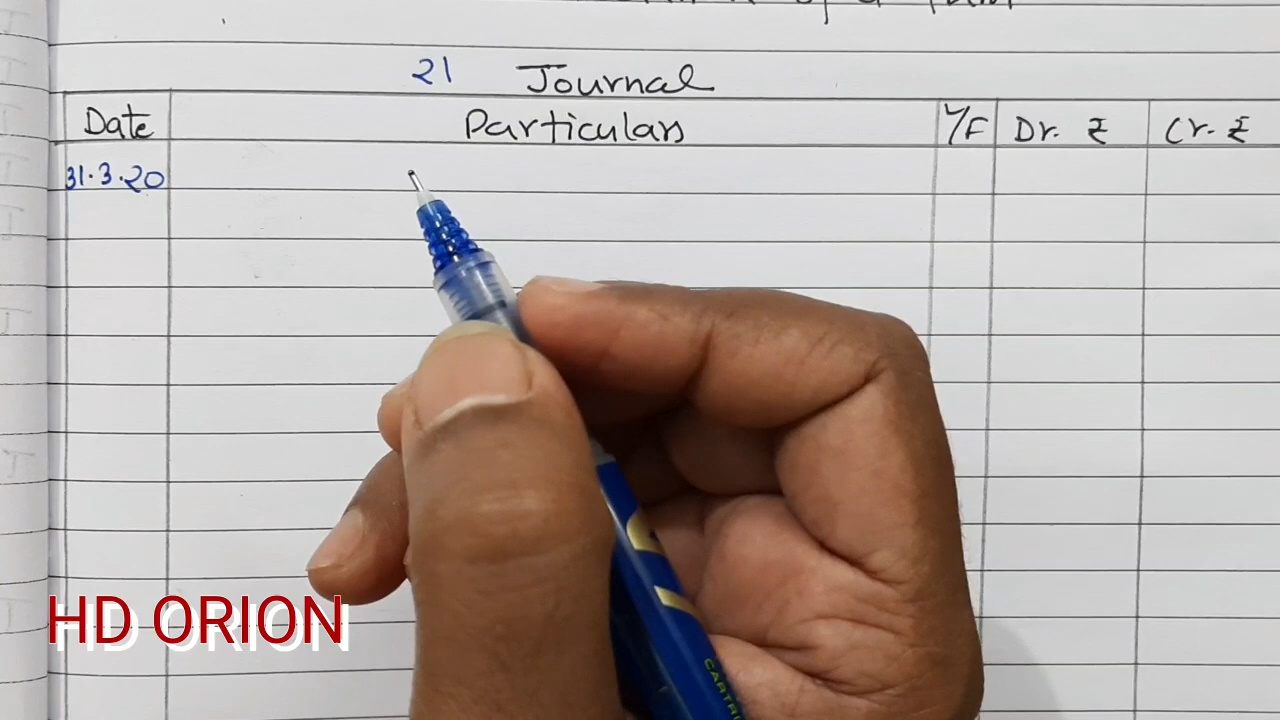 21 Journal
Date Particulars L/F Dr. ₹ Cr. ₹
31.3.20
HD ORION